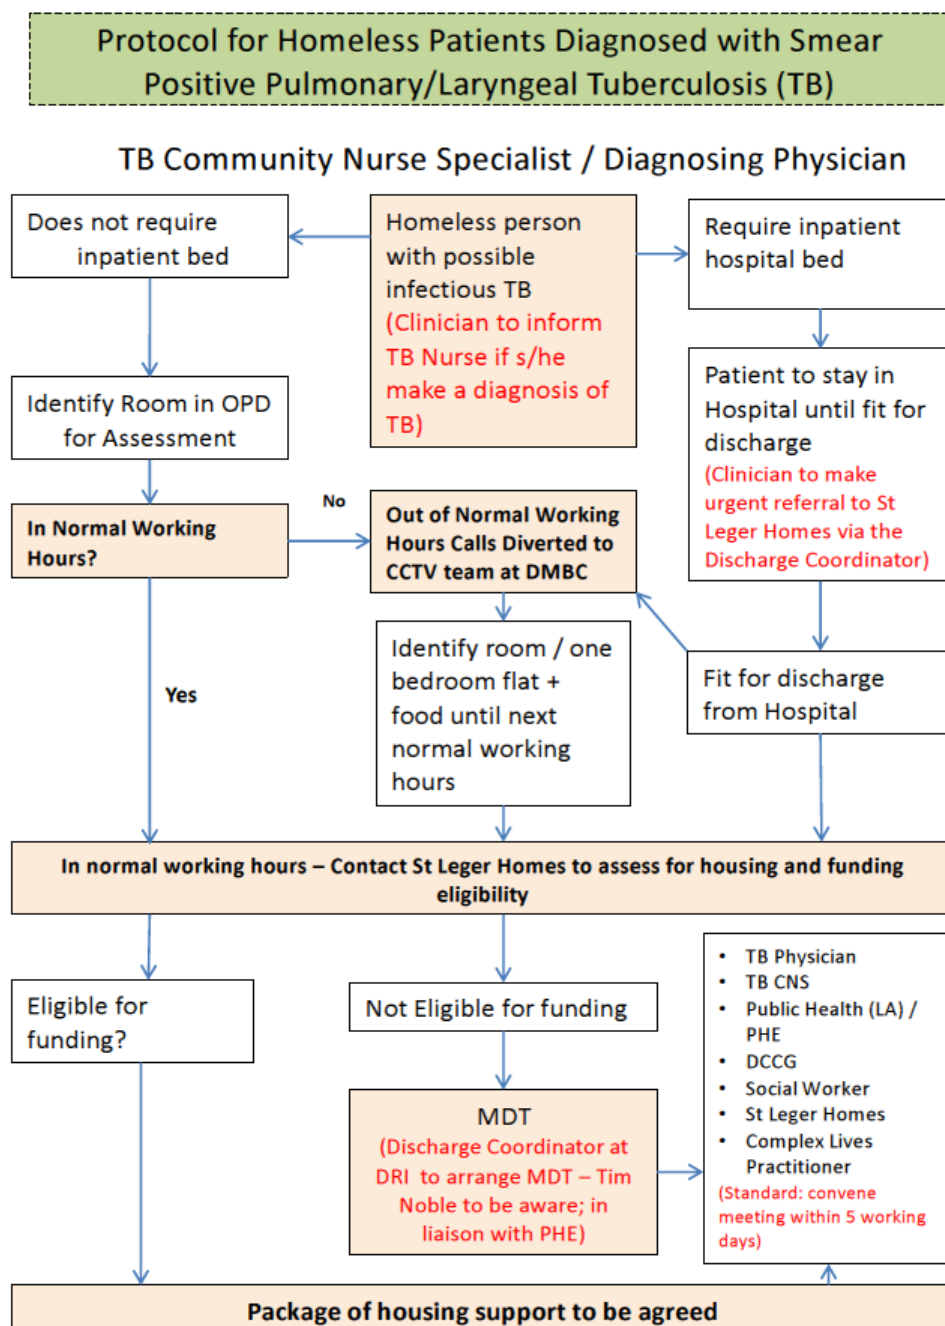 Protocol for Homeless Patients Diagnosed with Smear
Positive Pulmonary/Laryngeal Tuberculosis (TB)
TB Community Nurse Specialist / Diagnosing Physician
Does not require
inpatient bed
Homeless person
with possible
infectious TB
(Clinician to inform
TB Nurse if s/he
make a diagnosis of
TB)
Require inpatient
hospital bed
Identify Room in OPD
for Assessment
Patient to stay in
Hospital until fit for
discharge
(Clinician to make
urgent referral to St
Leger Homes via the
Discharge Coordinator)
In Normal Working
Hours?
No
Out of Normal Working
Hours Calls Diverted to
CCTV team at DMBC
Yes
Identify room / one
bedroom flat +
food until next
normal working
hours
Fit for discharge
from Hospital
In normal working hours – Contact St Leger Homes to assess for housing and funding
eligibility
Eligible for
funding?
Not Eligible for funding
MDT
(Discharge Coordinator at
DRI to arrange MDT – Tim
Noble to be aware; in
liaison with PHE)
• TB Physician
• TB CNS
• Public Health (LA) /
PHE
• DCCG
• Social Worker
• St Leger Homes
• Complex Lives
Practitioner
(Standard: convene
meeting within 5 working
days)
Package of housing support to be agreed